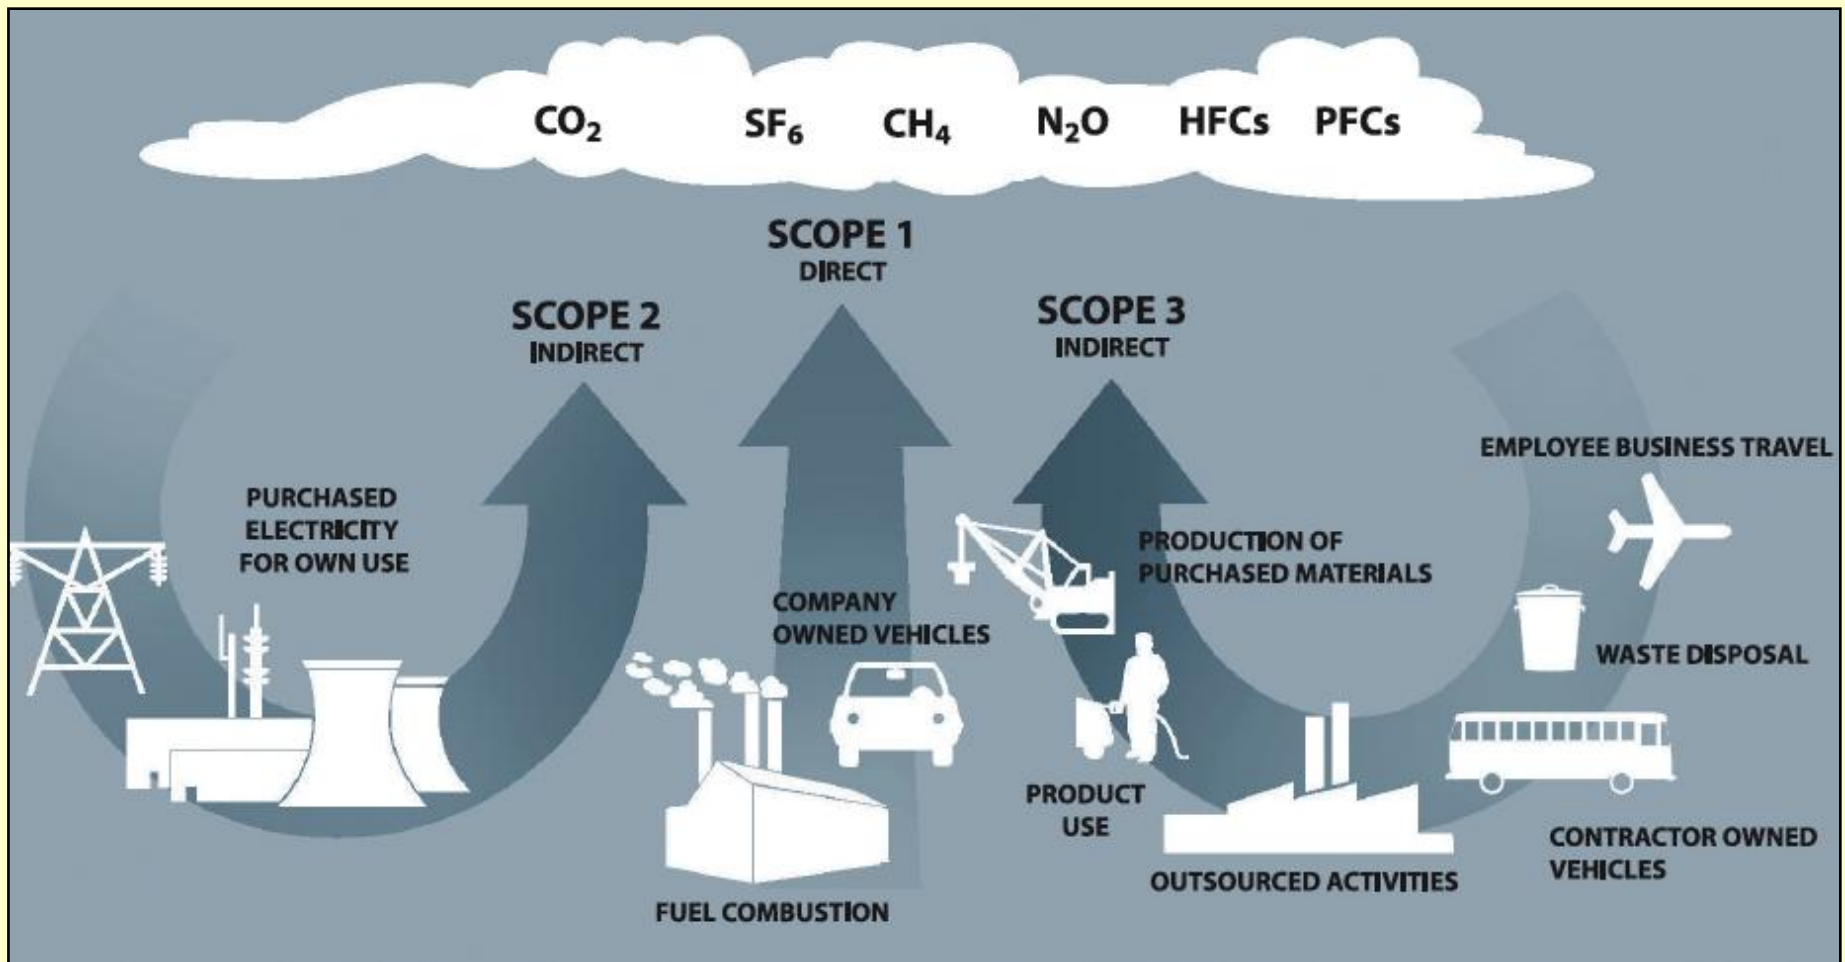 CO₂ SF₆ CH₄ N₂O HFCs PFCs
SCOPE 1
DIRECT
SCOPE 2
INDIRECT
SCOPE 3
INDIRECT
PURCHASED
ELECTRICITY
FOR OWN USE
COMPANY
OWNED VEHICLES
FUEL COMBUSTION
PRODUCTION OF
PURCHASED MATERIALS
PRODUCT
USE
OUTSOURCED ACTIVITIES
EMPLOYEE BUSINESS TRAVEL
WASTE DISPOSAL
CONTRACTOR OWNED
VEHICLES